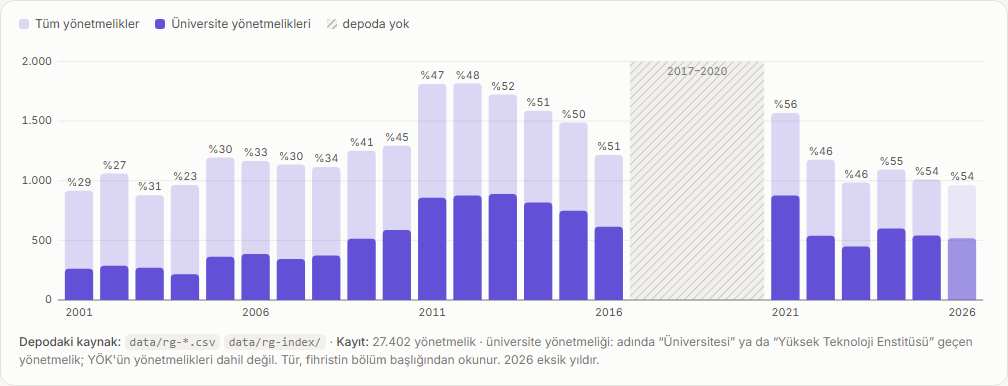 Tüm yönetmelikler Üniversite yönetmelikleri depoda yok
2.000
1.500
1.000
500
0
2017–2020
%29 %27 %31 %23 %30 %33 %30 %34 %41 %45 %47 %48 %52 %51 %50 %51 %56 %46 %46 %55 %54 %54
2001 2006 2011 2016 2021 2026
Depodaki kaynak: data/rg-*.csv data/rg-index/ · Kayıt: 27.402 yönetmelik · üniversite yönetmeliği: adında “Üniversitesi” ya da “Yüksek Teknoloji Enstitüsü” geçen
yönetmelik; YÖK'ün yönetmelikleri dahil değil. Tür, fihristin bölüm başlığından okunur. 2026 eksik yıldır.